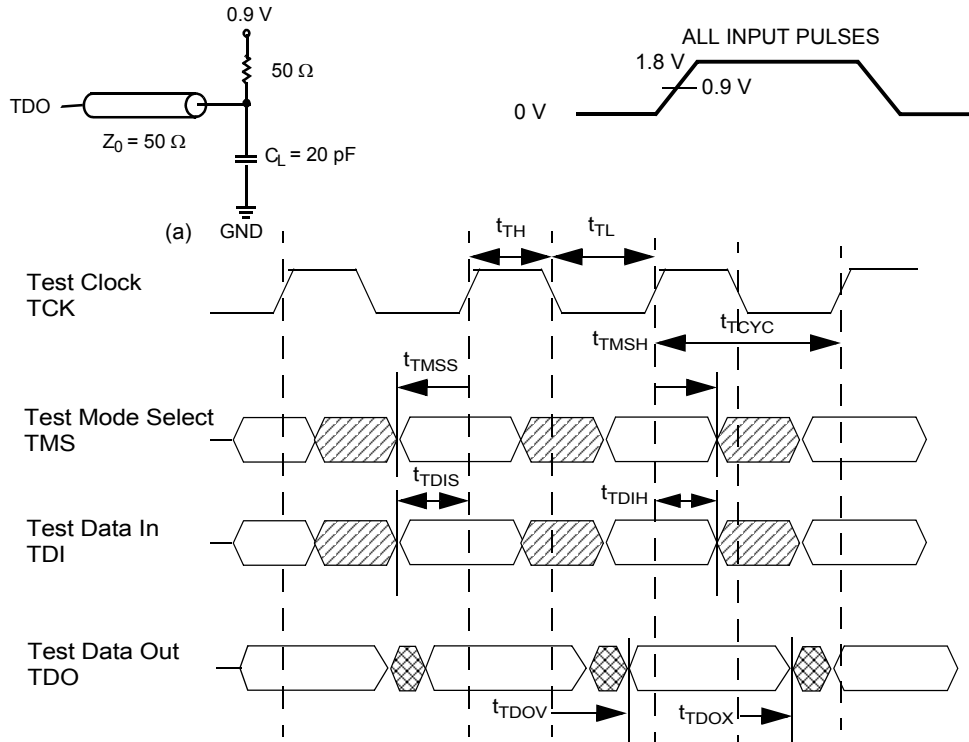 0.9 V
50 Ω
TDO
Z0 = 50 Ω
CL = 20 pF
(a)
GND
ALL INPUT PULSES
1.8 V
0.9 V
0 V
tTH
tTL
Test Clock
TCK
tTCYC
tTMSH
tTMSS
Test Mode Select
TMS
tTDIS
tTDIH
Test Data In
TDI
Test Data Out
TDO
tTDOV
tTDOX